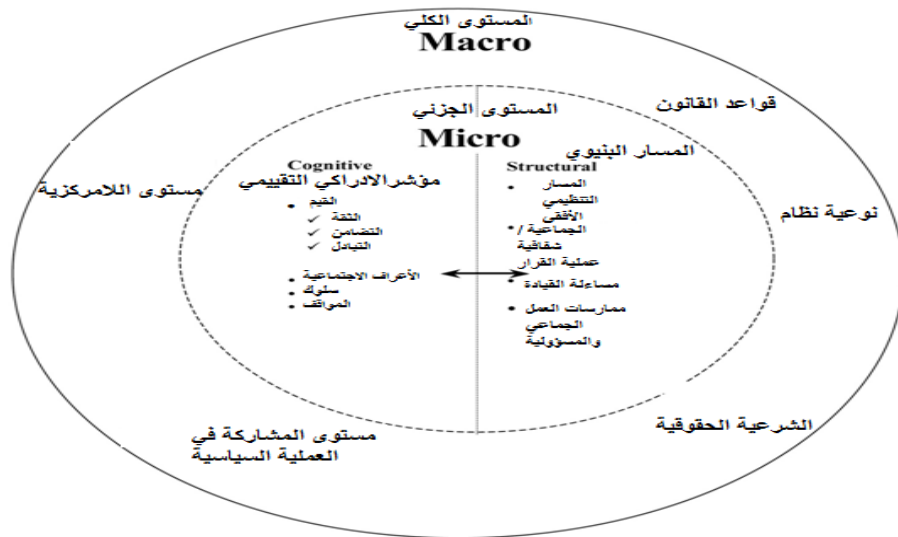 المستوى الكلي
Macro
قواعد القانون
المستوى الجزئي
Micro
المسار البنيوي
Structural
Cognitive
مؤشرالادراكي التقييمي
مستوى اللامركزية
نوعية نظام
القيم
الثقة
التضامن
التبادل
الأعراف الاجتماعية
سلوك
المواقف
المسار
التنظيمي
الأفقي
الجماعية /
شفافية
عملية القرار
مساءلة القيادة
ممارسات العمل
الجماعي
والمسؤولية
الشرعية الحقوقية
مستوى المشاركة في
العملية السياسية